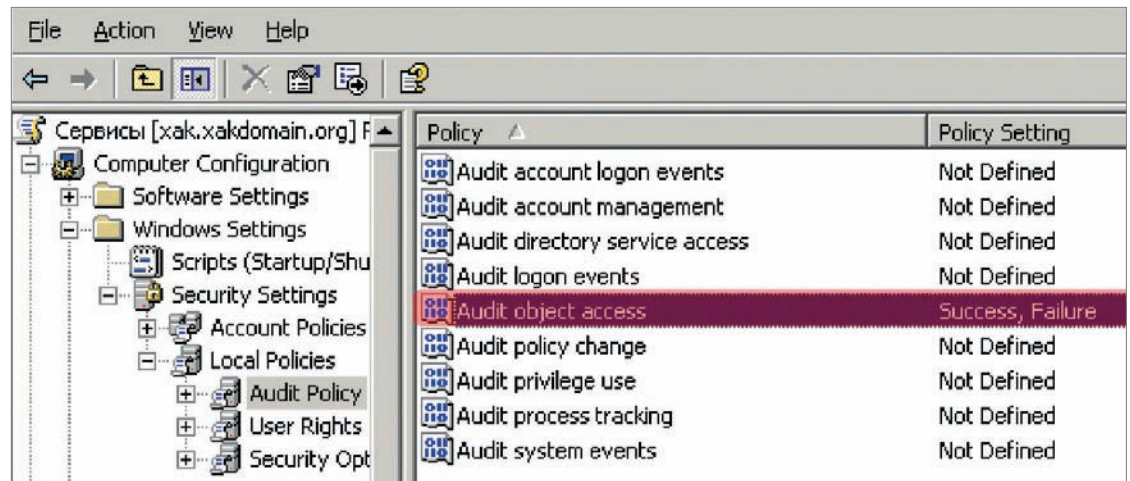 File Action View Help
Сервисы [xak.xakdomain.org] P
Computer Configuration
Software Settings
Windows Settings
Scripts (Startup/Shu
Security Settings
Account Policies
Local Policies
Audit Policy
User Rights
Security Opt
Policy Policy Setting
Audit account logon events Not Defined
Audit account management Not Defined
Audit directory service access Not Defined
Audit logon events Not Defined
Audit object access Success, Failure
Audit policy change Not Defined
Audit privilege use Not Defined
Audit process tracking Not Defined
Audit system events Not Defined